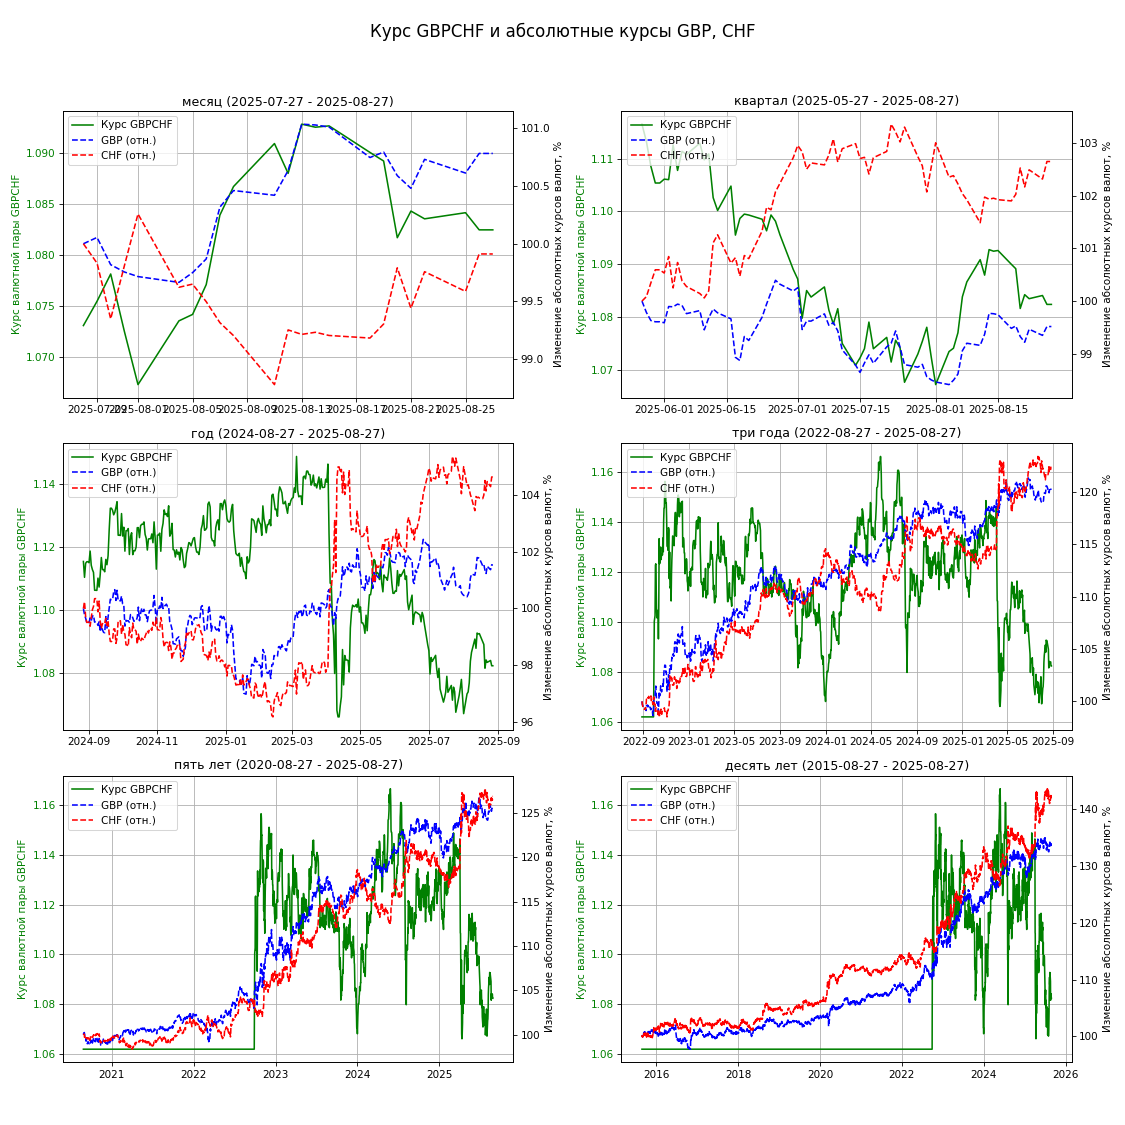 Курс GBPCHF и абсолютные курсы GBP, CHF
месяц (2025-07-27 - 2025-08-27)
Курс GBPCHF
GBP (отн.)
CHF (отн.)
Курс валютной пары GBPCHF
1.090
1.085
1.080
1.075
1.070
101.0
100.5
100.0
99.5
99.0
Изменение абсолютных курсов валют, %
2025-07-29
2025-08-01
2025-08-05
2025-08-09
2025-08-13
2025-08-17
2025-08-21
2025-08-25
квартал (2025-05-27 - 2025-08-27)
Курс GBPCHF
GBP (отн.)
CHF (отн.)
Курс валютной пары GBPCHF
1.11
1.10
1.09
1.08
1.07
103
102
101
100
99
Изменение абсолютных курсов валют, %
2025-06-01
2025-06-15
2025-07-01
2025-07-15
2025-08-01
2025-08-15
год (2024-08-27 - 2025-08-27)
Курс GBPCHF
GBP (отн.)
CHF (отн.)
Курс валютной пары GBPCHF
1.14
1.12
1.10
1.08
104
102
100
98
96
Изменение абсолютных курсов валют, %
2024-09
2024-11
2025-01
2025-03
2025-05
2025-07
2025-09
три года (2022-08-27 - 2025-08-27)
Курс GBPCHF
GBP (отн.)
CHF (отн.)
Курс валютной пары GBPCHF
1.16
1.14
1.12
1.10
1.08
1.06
120
115
110
105
100
Изменение абсолютных курсов валют, %
2022-09
2023-01
2023-05
2023-09
2024-01
2024-05
2024-09
2025-01
2025-05
2025-09
пять лет (2020-08-27 - 2025-08-27)
Курс GBPCHF
GBP (отн.)
CHF (отн.)
Курс валютной пары GBPCHF
1.16
1.14
1.12
1.10
1.08
1.06
125
120
115
110
105
100
Изменение абсолютных курсов валют, %
2021
2022
2023
2024
2025
десять лет (2015-08-27 - 2025-08-27)
Курс GBPCHF
GBP (отн.)
CHF (отн.)
Курс валютной пары GBPCHF
1.16
1.14
1.12
1.10
1.08
1.06
140
130
120
110
100
Изменение абсолютных курсов валют, %
2016
2018
2020
2022
2024
2026